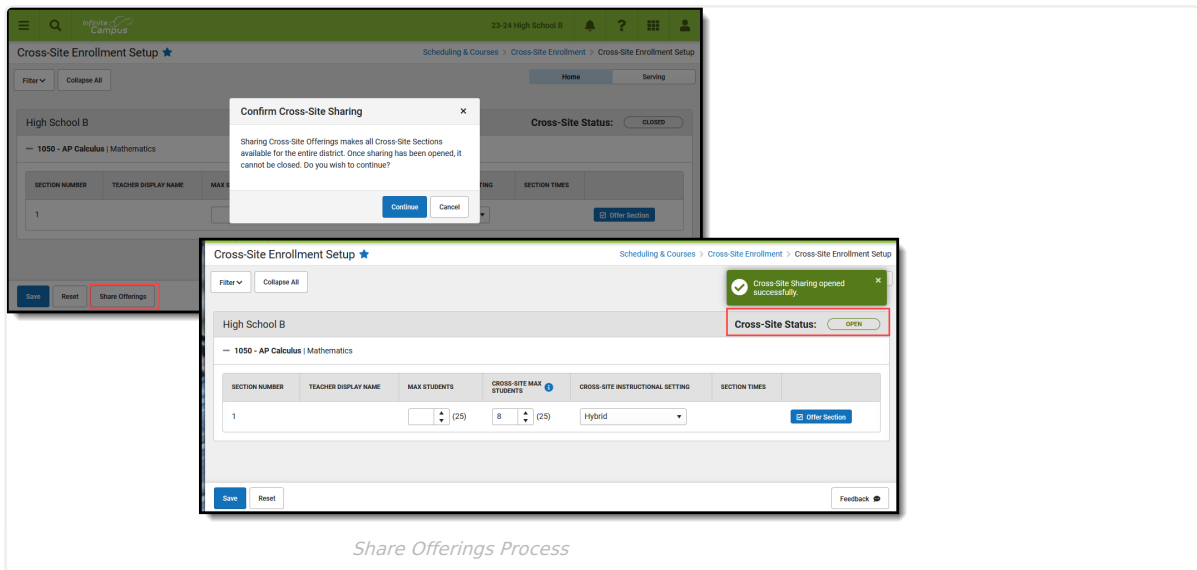 Infinite Campus
23-24 High School B
?
Cross-Site Enrollment Setup
Scheduling & Courses > Cross-Site Enrollment > Cross-Site Enrollment Setup
Filter
Collapse All
Home
Serving
High School B
Cross-Site Status: CLOSED
1050 - AP Calculus | Mathematics
SECTION NUMBER
TEACHER DISPLAY NAME
MAX S
TING
SECTION TIMES
1
Offer Section
Save
Reset
Share Offerings
Confirm Cross-Site Sharing
×
Sharing Cross-Site Offerings makes all Cross-Site Sections
available for the entire district. Once sharing has been opened, it
cannot be closed. Do you wish to continue?
Continue
Cancel
Cross-Site Enrollment Setup
Scheduling & Courses > Cross-Site Enrollment > Cross-Site Enrollment Setup
Filter
Collapse All
Cross-Site Sharing opened
successfully.
×
High School B
Cross-Site Status: OPEN
1050 - AP Calculus | Mathematics
SECTION NUMBER
TEACHER DISPLAY NAME
MAX STUDENTS
CROSS-SITE MAX
STUDENTS
CROSS-SITE INSTRUCTIONAL SETTING
SECTION TIMES
1
(25)
8
(25)
Hybrid
Offer Section
Save
Reset
Feedback
Share Offerings Process